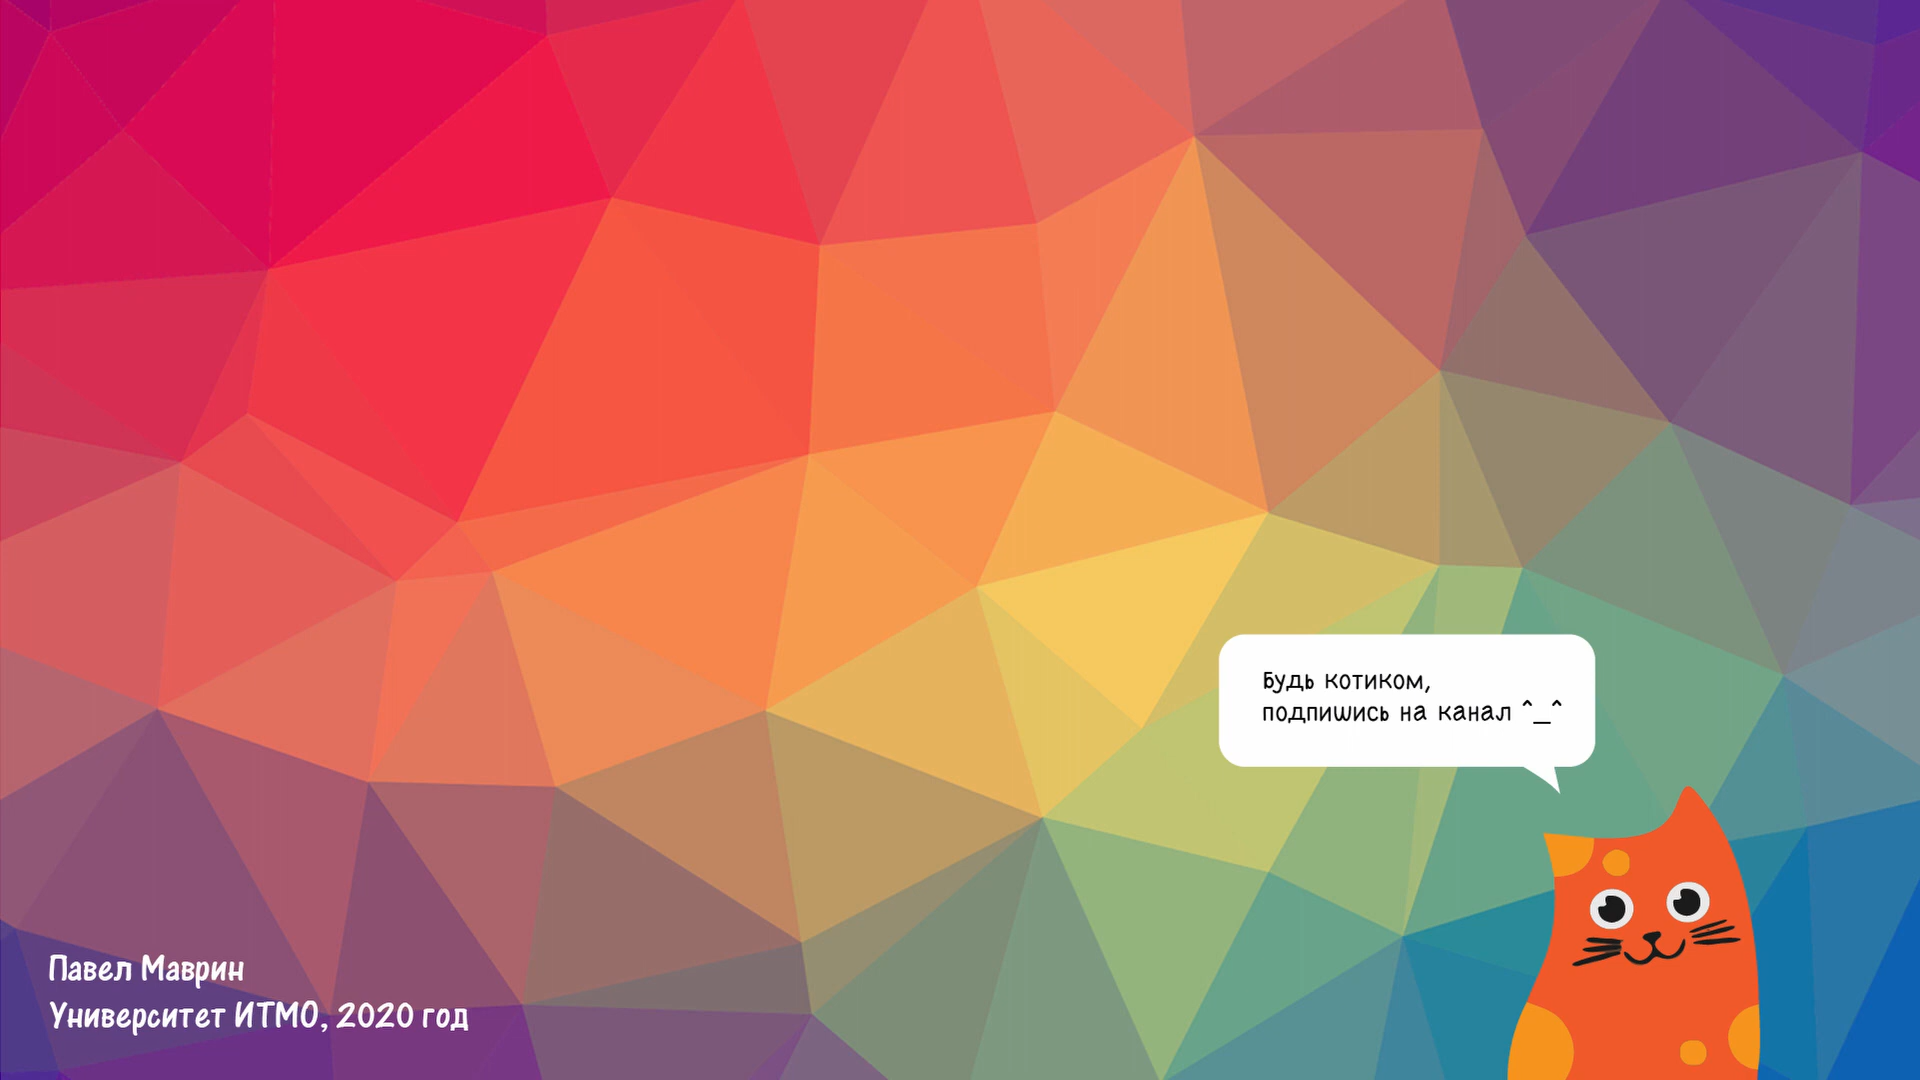 Будь котиком,
подпишись на канал ^_^
Павел Маврин
Университет ИТМО, 2020 год